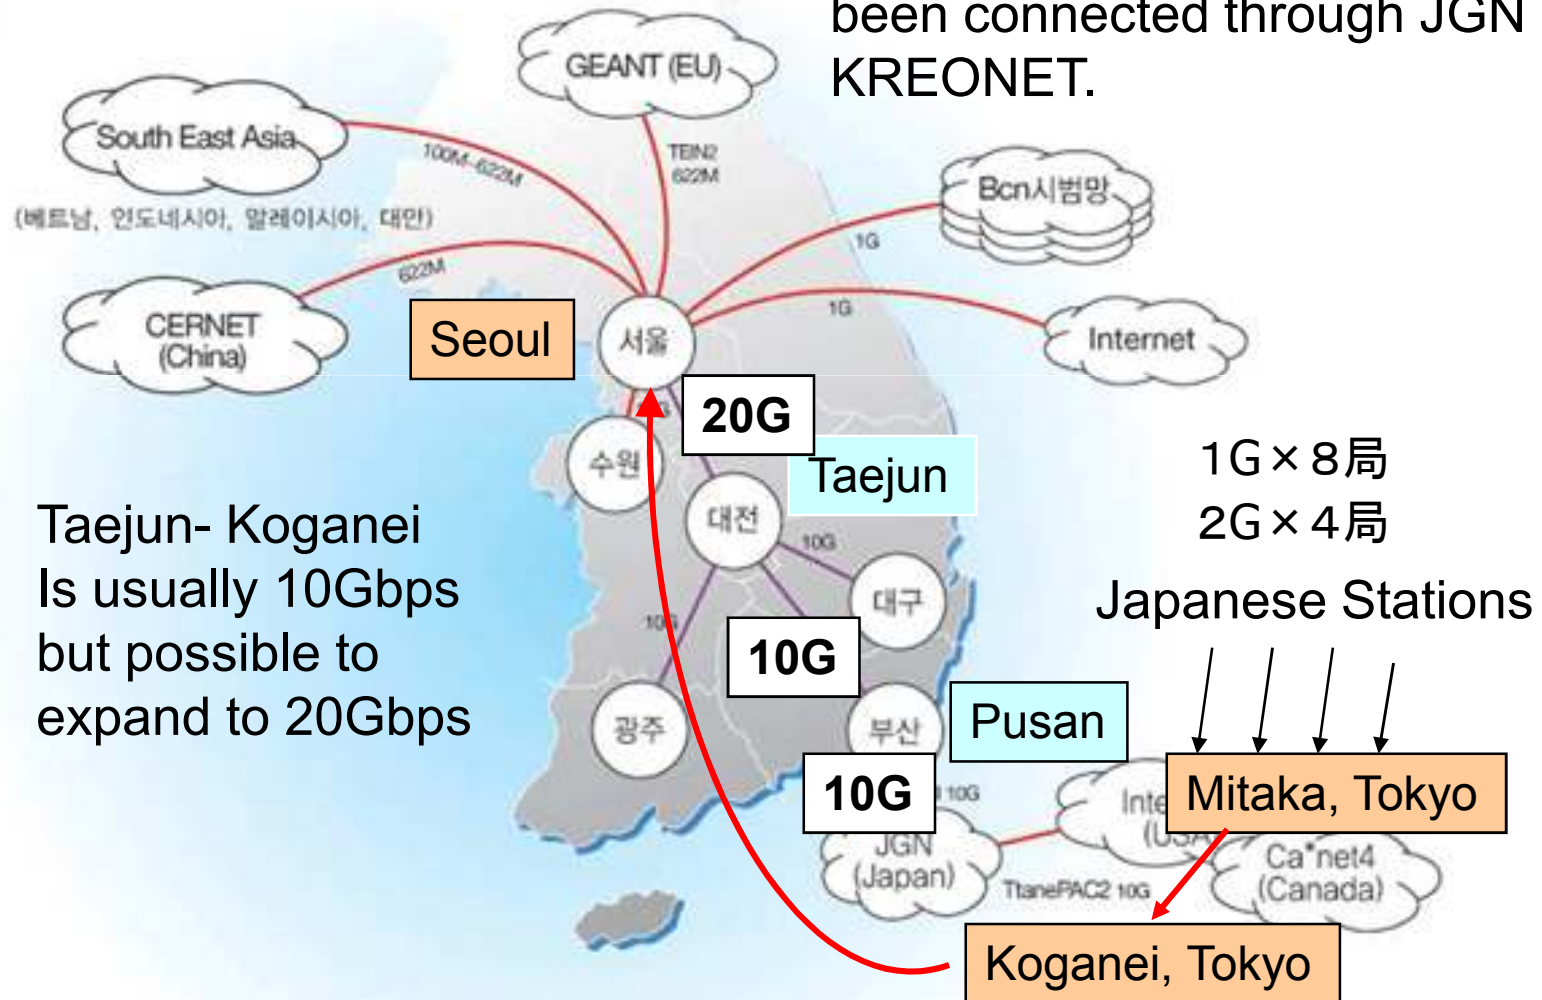 been connected through JGN
KREONET.
GEANT (EU)
South East Asia
100M~622M
TEIN2
622M
Bcn시범망
(베트남, 인도네시아, 말레이시아, 대만)
1G
622M
CERNET
(China)
Seoul
서울
1G
Internet
20G
수원
Taejun
1G×8局
2G×4局
대전
Taejun- Koganei
Is usually 10Gbps
but possible to
expand to 20Gbps
10G
대구
Japanese Stations
10G
10G
광주
부산
Pusan
10G
10G
Mitaka, Tokyo
(USA)
JGN
(Japan)
Ca*net4
(Canada)
TtanePAC2 10G
Koganei, Tokyo